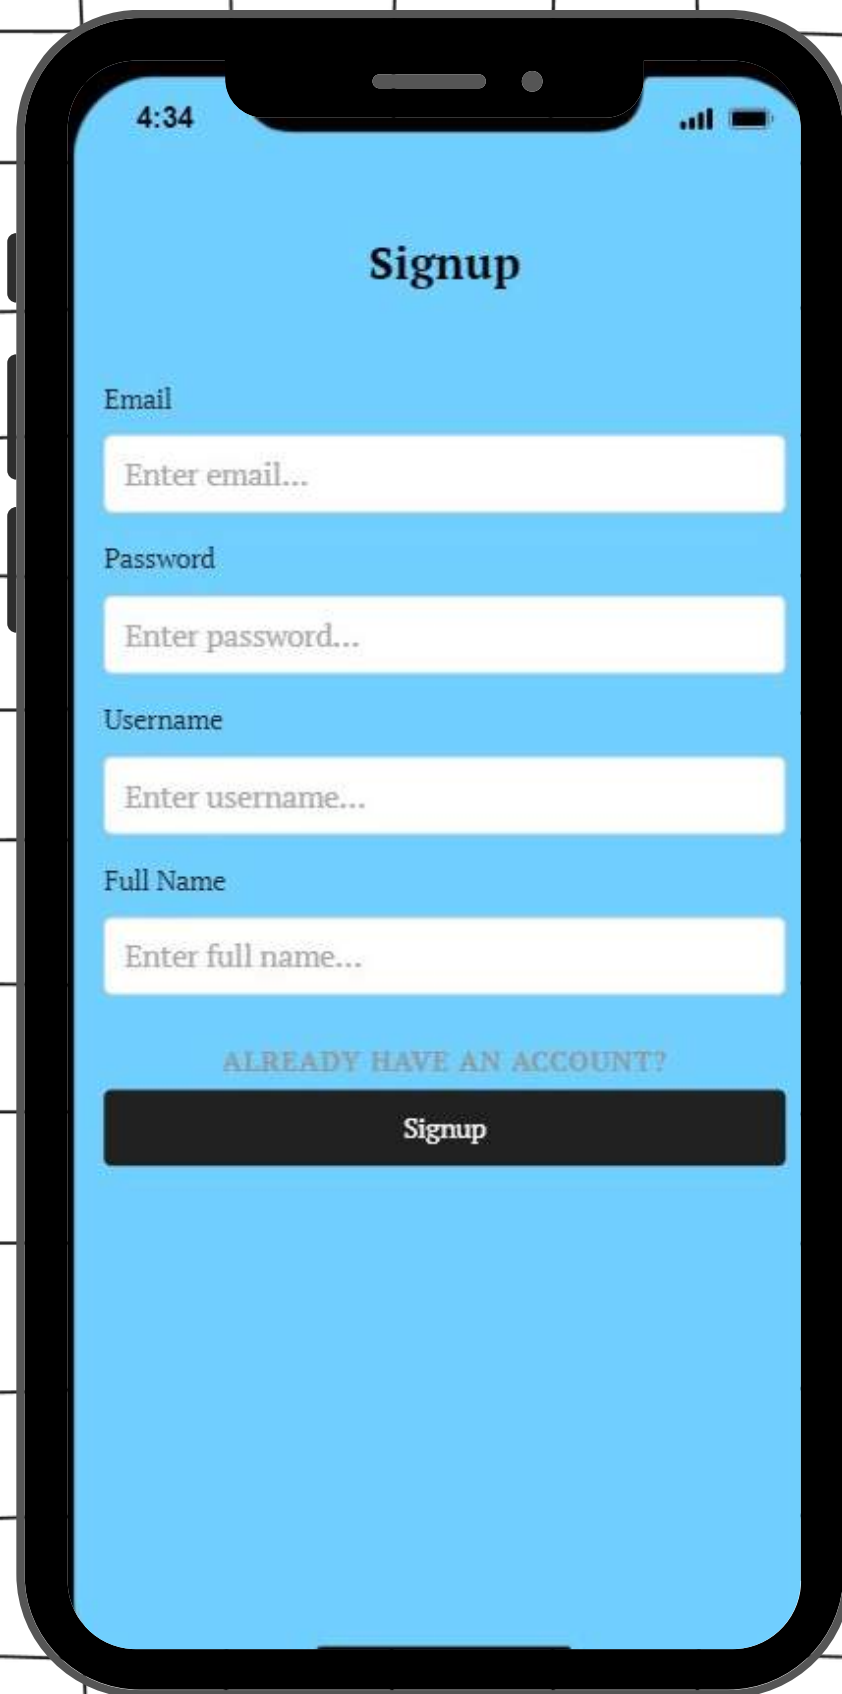 4:34
Signup
Email
Enter email...
Password
Enter password...
Username
Enter username...
Full Name
Enter full name...
ALREADY HAVE AN ACCOUNT?
Signup